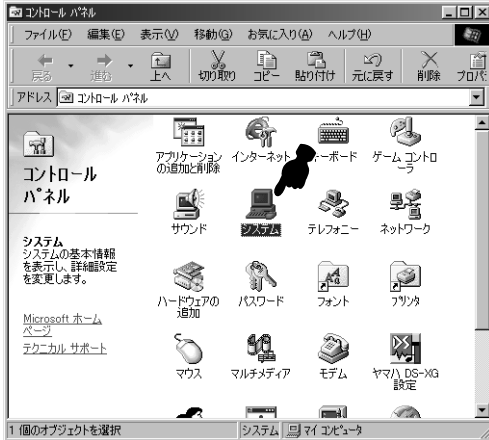 コントロール パネル
ファイル(F) 編集(E) 表示(V) 移動(G) お気に入り(A) ヘルプ(H)
戻る 進む 上へ 切り取り コピー 貼り付け 元に戻す 削除 プロパ
アドレス コントロール パネル
コントロール
パネル
システム
システムの基本情報
を表示し、詳細設定
を変更します。
Microsoft ホーム
ページ
テクニカル サポート
アプリケーション
の追加と削除
インターネット
キーボード
ゲーム コントロ
ーラ
サウンド
システム
テレフォニー
ネットワーク
ハードウェアの
追加
パスワード
フォント
プリンタ
マウス
マルチメディア
モデム
ヤマハ DS-XG
設定
1 個のオブジェクトを選択 システム マイ コンピュータ